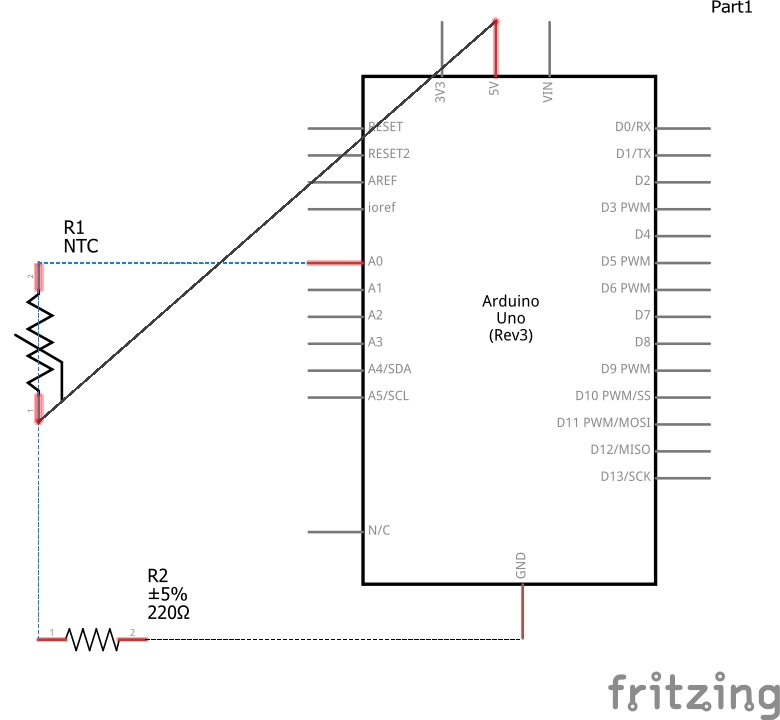 Part1
3V3
5V
VIN
RESET
D0/RX
RESET2
D1/TX
AREF
D2
ioref
D3 PWM
D4
R1
NTC
2
A0
D5 PWM
A1
D6 PWM
Arduino
Uno
(Rev3)
A2
D7
A3
D8
A4/SDA
D9 PWM
A5/SCL
D10 PWM/SS
1
D11 PWM/MOSI
D12/MISO
D13/SCK
N/C
GND
R2
±5%
220Ω
1
2
fritzing